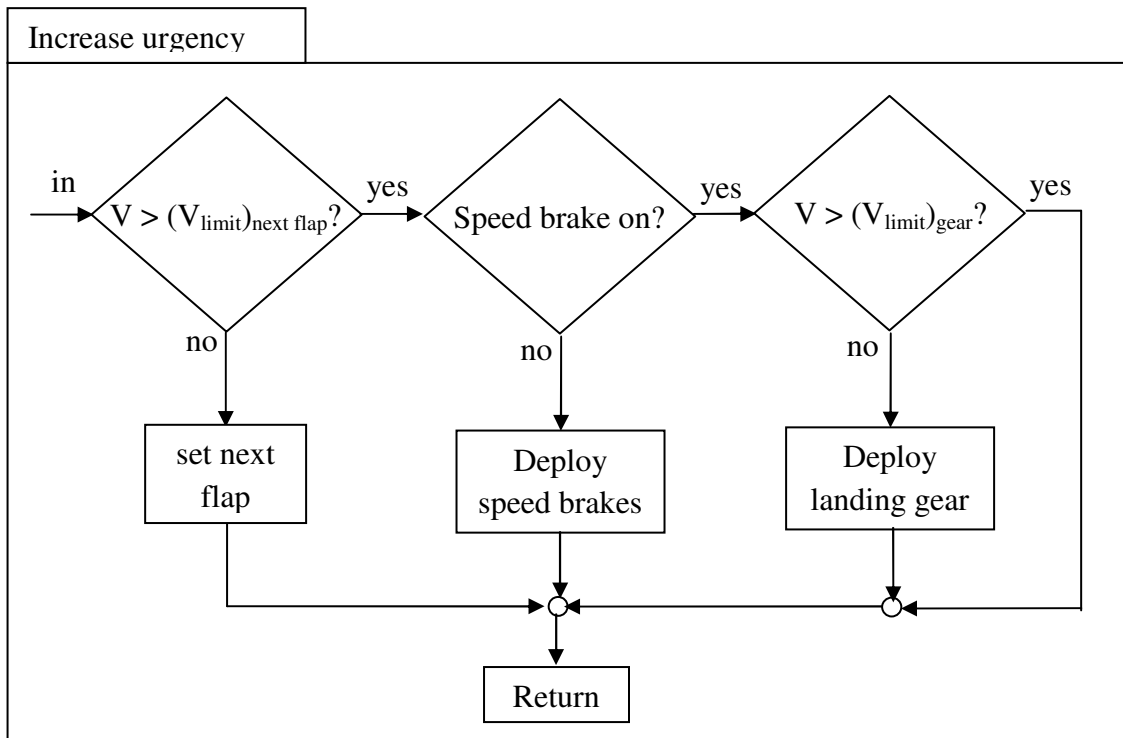 Increase urgency
in
yes
yes
yes
V > (Vlimit)next flap?
Speed brake on?
V > (Vlimit)gear?
no
no
no
set next
flap
Deploy
speed brakes
Deploy
landing gear
Return